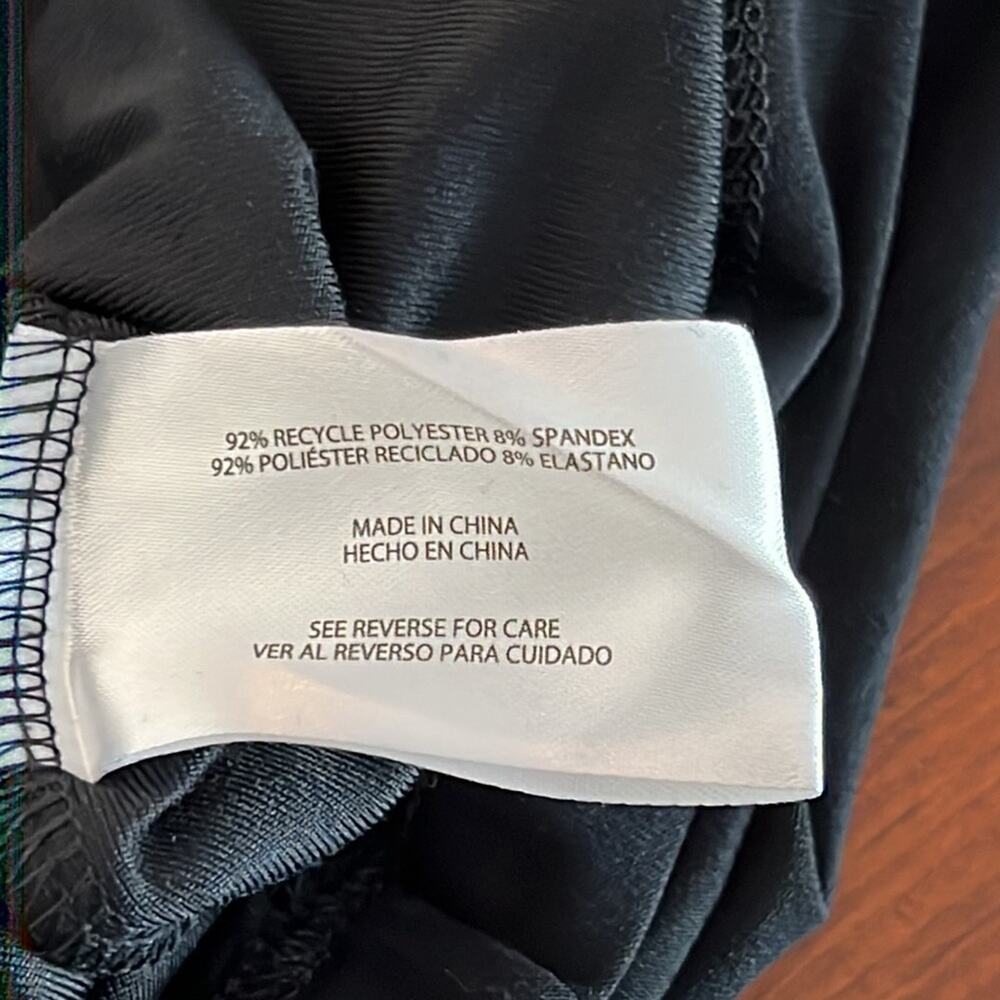 92% RECYCLE POLYESTER 8% SPANDEX
92% POLIÉSTER RECICLADO 8% ELASTANO
MADE IN CHINA
HECHO EN CHINA
SEE REVERSE FOR CARE
VER AL REVERSO PARA CUIDADO